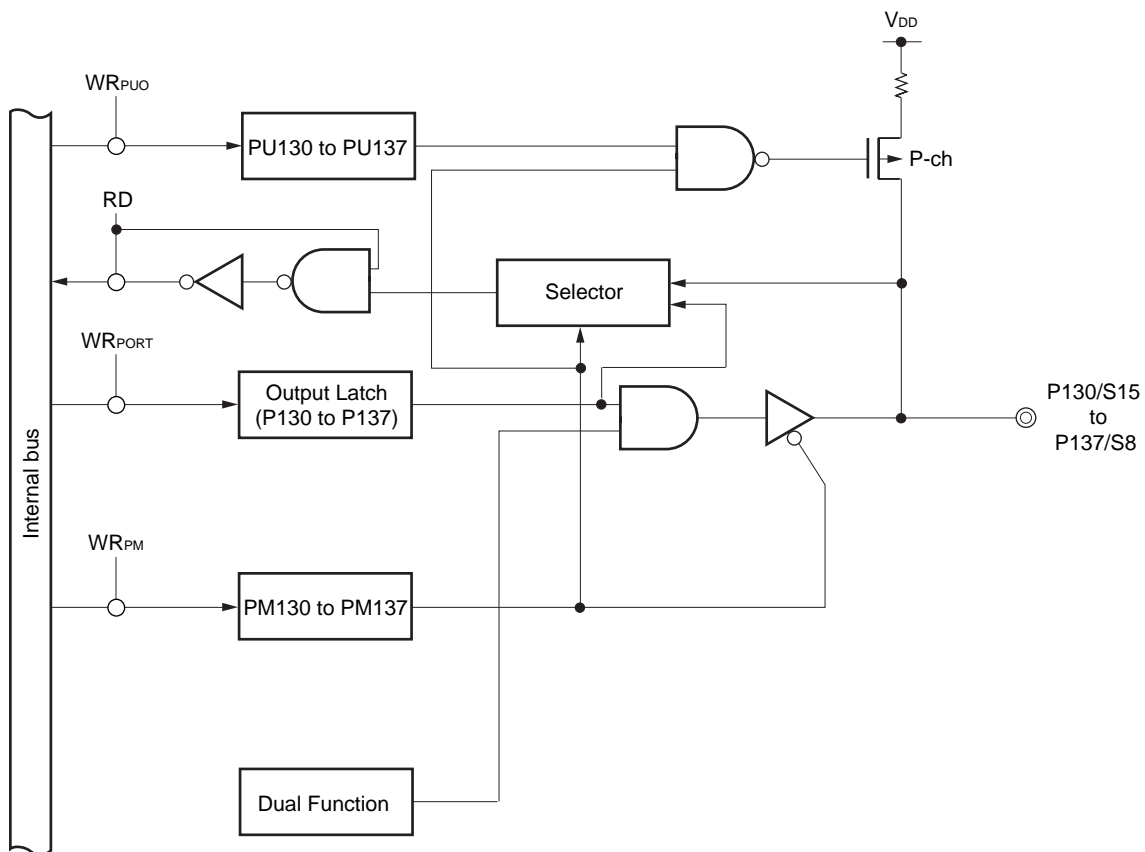 VDD
WRPUO
PU130 to PU137
P-ch
RD
Selector
WRPORT
Output Latch
(P130 to P137)
P130/S15
to
P137/S8
Internal bus
WRPM
PM130 to PM137
Dual Function